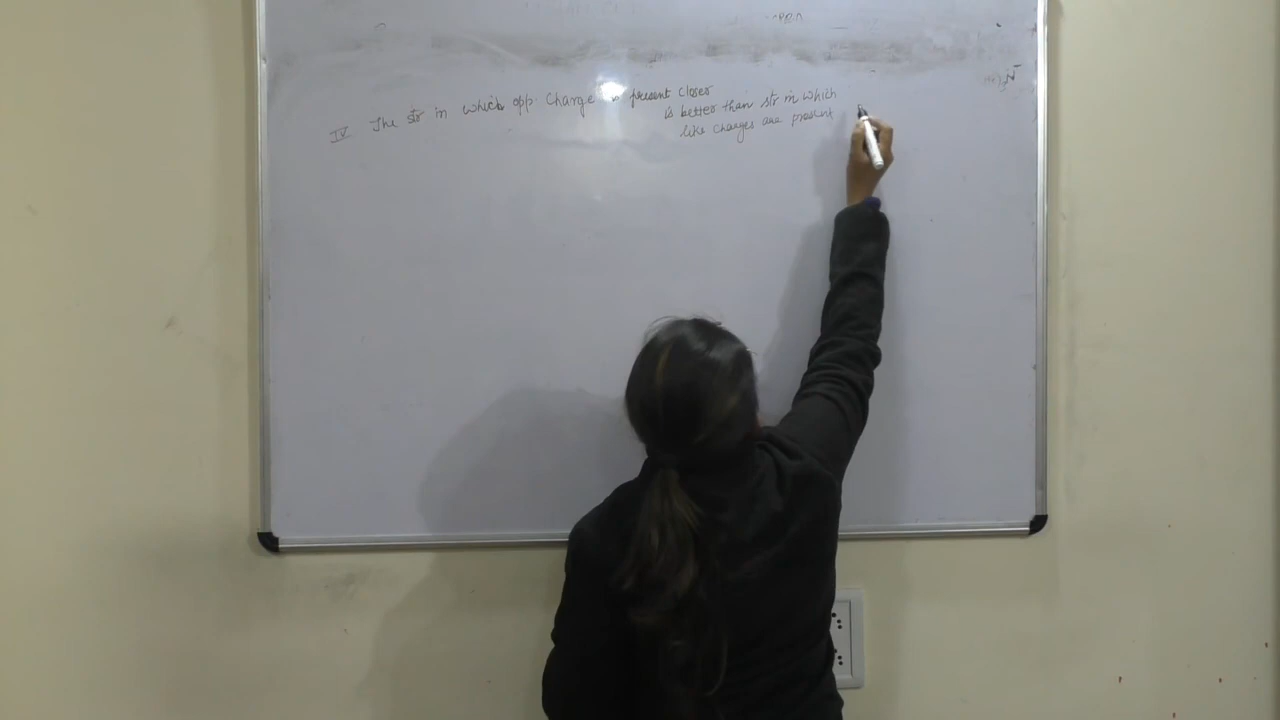 IV The str in which opp. Charge is present closer
is better than str in which
like charges are present